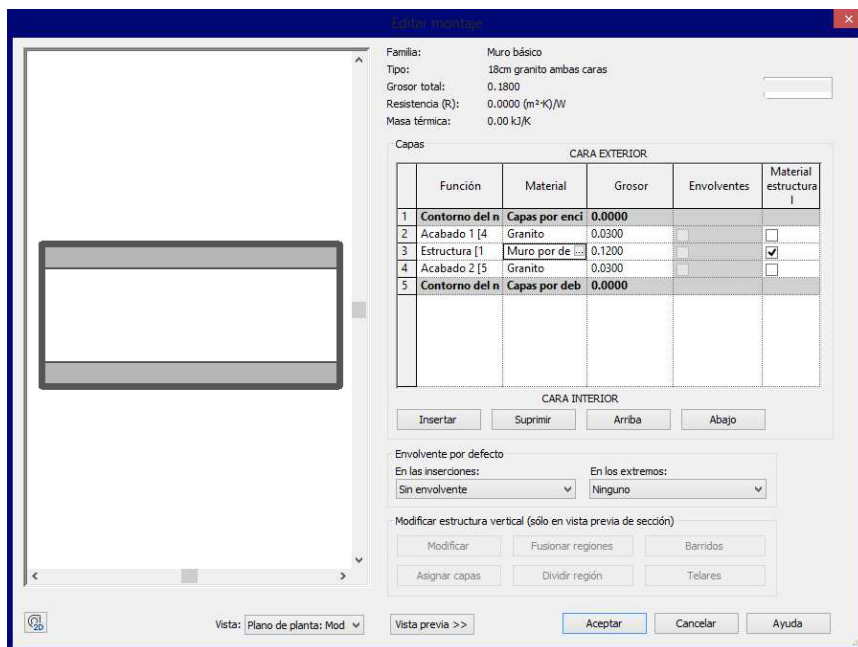 Editar montaje
Familia: Muro básico
Tipo: 18cm granito ambas caras
Grosor total: 0.1800
Resistencia (R): 0.0000 (m²·K)/W
Masa térmica: 0.00 kJ/K
Capas
CARA EXTERIOR
Función Material Grosor Envolventes Material estructural
1 Contorno del n Capas por enci 0.0000
2 Acabado 1 [4 Granito 0.0300
3 Estructura [1 Muro por de ... 0.1200
4 Acabado 2 [5 Granito 0.0300
5 Contorno del n Capas por deb 0.0000
CARA INTERIOR
Insertar Suprimir Arriba Abajo
Envolvente por defecto
En las inserciones: En los extremos:
Sin envolvente Ninguno
Modificar estructura vertical (sólo en vista previa de sección)
Modificar Fusionar regiones Barridos
Asignar capas Dividir región Telares
2D Vista: Plano de planta: Mod Vista previa >> Aceptar Cancelar Ayuda